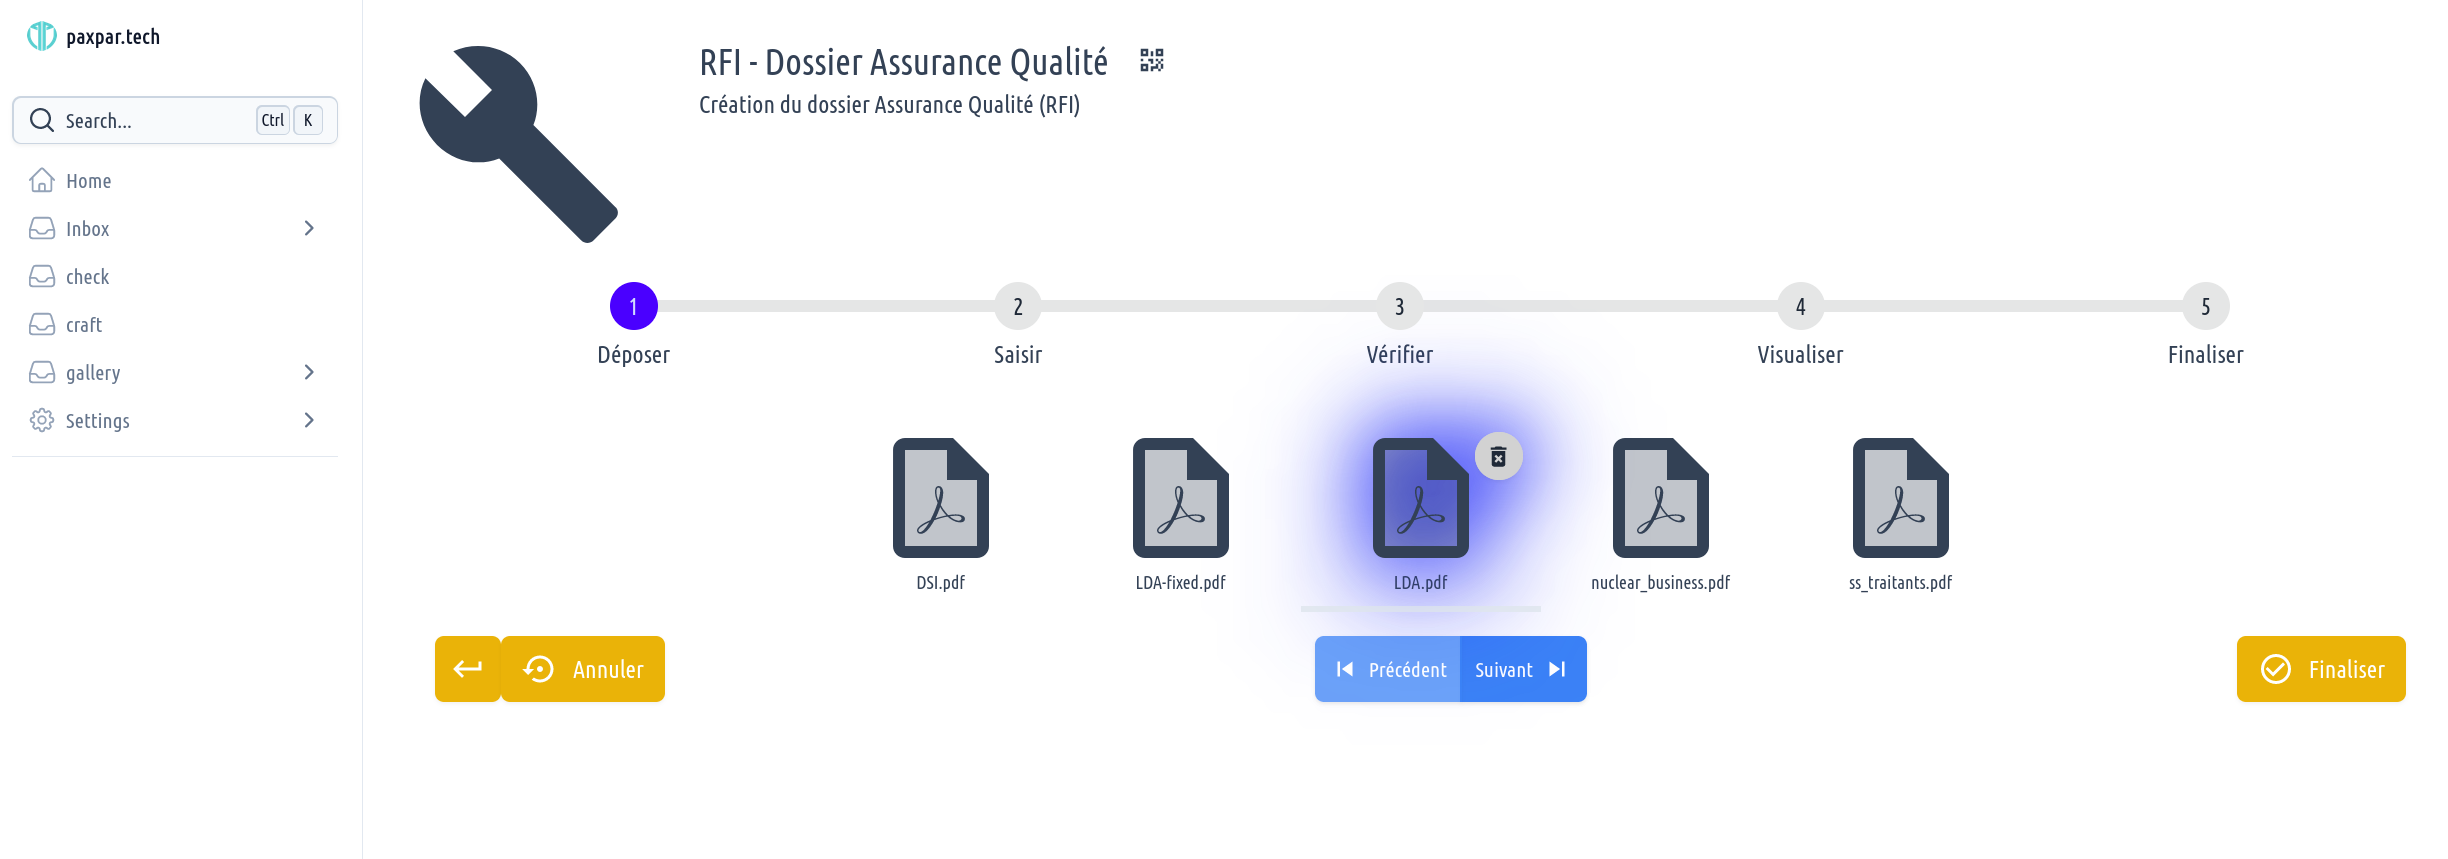 paxpar.tech
Search... Ctrl K
Home
Inbox
check
craft
gallery
Settings
RFI - Dossier Assurance Qualité
Création du dossier Assurance Qualité (RFI)
1 2 3 4 5
Déposer Saisir Vérifier Visualiser Finaliser
DSI.pdf LDA-fixed.pdf LDA.pdf nuclear_business.pdf ss_traitants.pdf
Annuler Précédent Suivant Finaliser